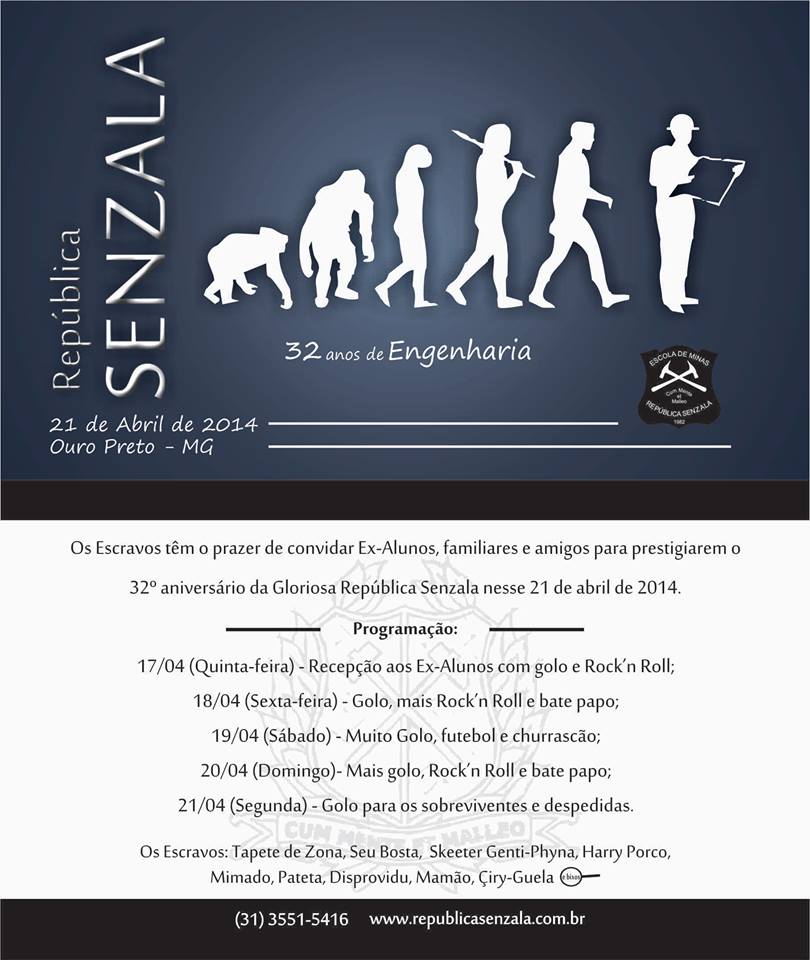 República
SENZALA
32 anos de Engenharia
ESCOLA DE MINAS
Cum Mente
et
Malleo
REPÚBLICA SENZALA
1982
21 de Abril de 2014
Ouro Preto - MG
Os Escravos têm o prazer de convidar Ex-Alunos, familiares e amigos para prestigiarem o
32º aniversário da Gloriosa República Senzala nesse 21 de abril de 2014.
Programação:
17/04 (Quinta-feira) - Recepção aos Ex-Alunos com golo e Rock'n Roll;
18/04 (Sexta-feira) - Golo, mais Rock'n Roll e bate papo;
19/04 (Sábado) - Muito Golo, futebol e churrascão;
20/04 (Domingo)- Mais golo, Rock'n Roll e bate papo;
21/04 (Segunda) - Golo para os sobreviventes e despedidas.
CUM MENTE ET MALLEO
Os Escravos: Tapete de Zona, Seu Bosta, Skeeter Genti-Phyna, Harry Porco,
Mimado, Pateta, Disprovidu, Mamão, Çiry-Guela e bixos
(31) 3551-5416 www.republicasenzala.com.br